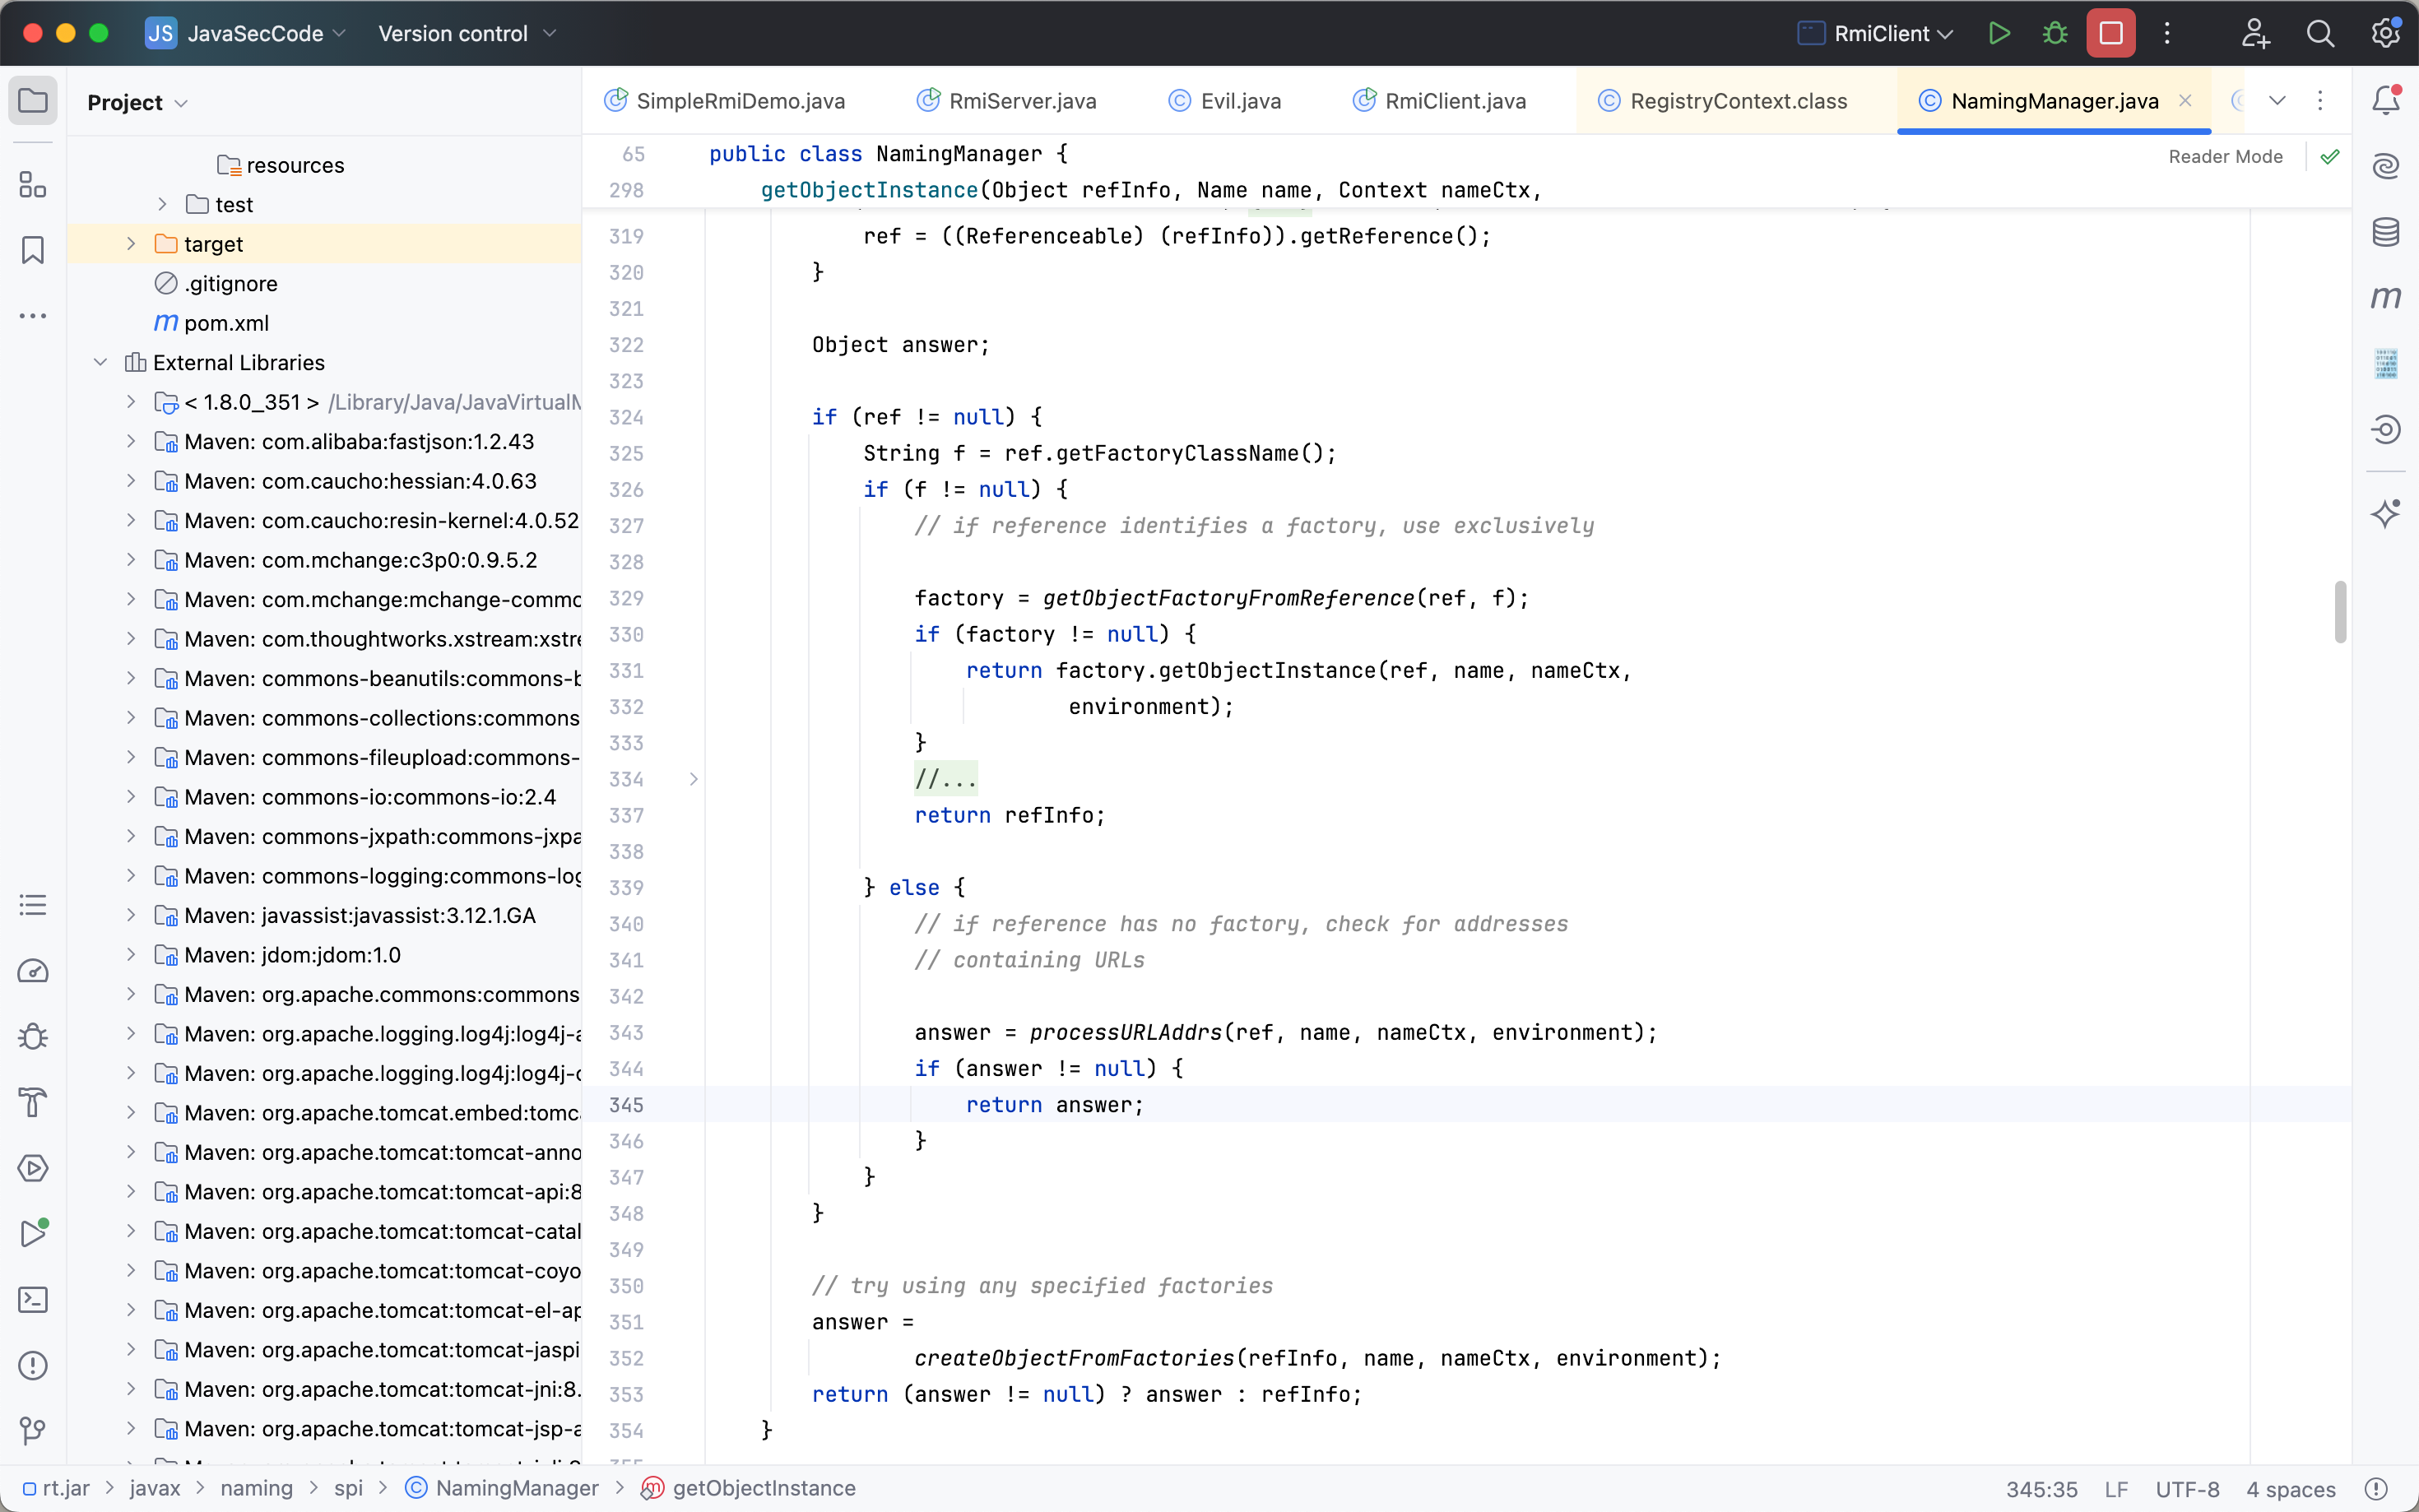 JS JavaSecCode Version control RmiClient
Project
resources
test
target
.gitignore
m pom.xml
External Libraries
< 1.8.0_351 > /Library/Java/JavaVirtualM
Maven: com.alibaba:fastjson:1.2.43
Maven: com.caucho:hessian:4.0.63
Maven: com.caucho:resin-kernel:4.0.52
Maven: com.mchange:c3p0:0.9.5.2
Maven: com.mchange:mchange-commo
Maven: com.thoughtworks.xstream:xstre
Maven: commons-beanutils:commons-b
Maven: commons-collections:commons
Maven: commons-fileupload:commons-
Maven: commons-io:commons-io:2.4
Maven: commons-jxpath:commons-jxpa
Maven: commons-logging:commons-log
Maven: javassist:javassist:3.12.1.GA
Maven: jdom:jdom:1.0
Maven: org.apache.commons:commons
Maven: org.apache.logging.log4j:log4j-a
Maven: org.apache.logging.log4j:log4j-c
Maven: org.apache.tomcat.embed:tomc
Maven: org.apache.tomcat:tomcat-anno
Maven: org.apache.tomcat:tomcat-api:8
Maven: org.apache.tomcat:tomcat-catal
Maven: org.apache.tomcat:tomcat-coyo
Maven: org.apache.tomcat:tomcat-el-ap
Maven: org.apache.tomcat:tomcat-jaspi
Maven: org.apache.tomcat:tomcat-jni:8.
Maven: org.apache.tomcat:tomcat-jsp-a
SimpleRmiDemo.java RmiServer.java Evil.java RmiClient.java RegistryContext.class NamingManager.java
65 public class NamingManager {
Reader Mode
298 getObjectInstance(Object refInfo, Name name, Context nameCtx,
319 ref = ((Referenceable) (refInfo)).getReference();
320 }
321
322 Object answer;
323
324 if (ref != null) {
325 String f = ref.getFactoryClassName();
326 if (f != null) {
327 // if reference identifies a factory, use exclusively
328
329 factory = getObjectFactoryFromReference(ref, f);
330 if (factory != null) {
331 return factory.getObjectInstance(ref, name, nameCtx,
332 environment);
333 }
334 //...
337 return refInfo;
338
339 } else {
340 // if reference has no factory, check for addresses
341 // containing URLs
342
343 answer = processURLAddrs(ref, name, nameCtx, environment);
344 if (answer != null) {
345 return answer;
346 }
347 }
348 }
349
350 // try using any specified factories
351 answer =
352 createObjectFromFactories(refInfo, name, nameCtx, environment);
353 return (answer != null) ? answer : refInfo;
354 }
rt.jar > javax > naming > spi > NamingManager > getObjectInstance
345:35 LF UTF-8 4 spaces